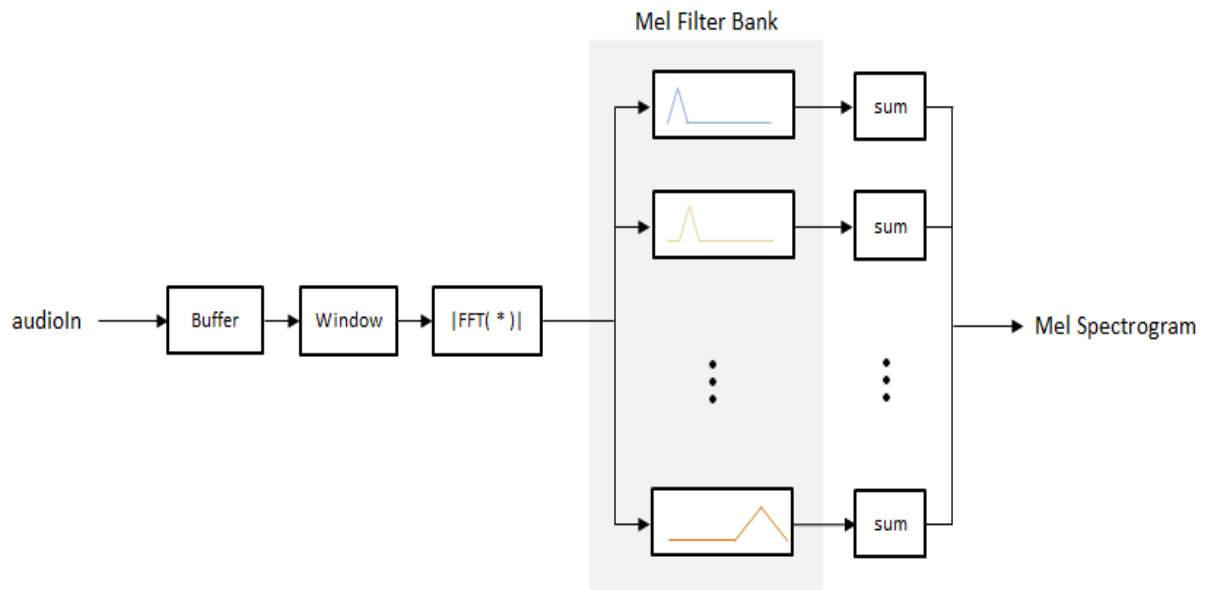 Mel Filter Bank
sum
sum
audioIn
Buffer
Window
|FFT( * )|
Mel Spectrogram
sum